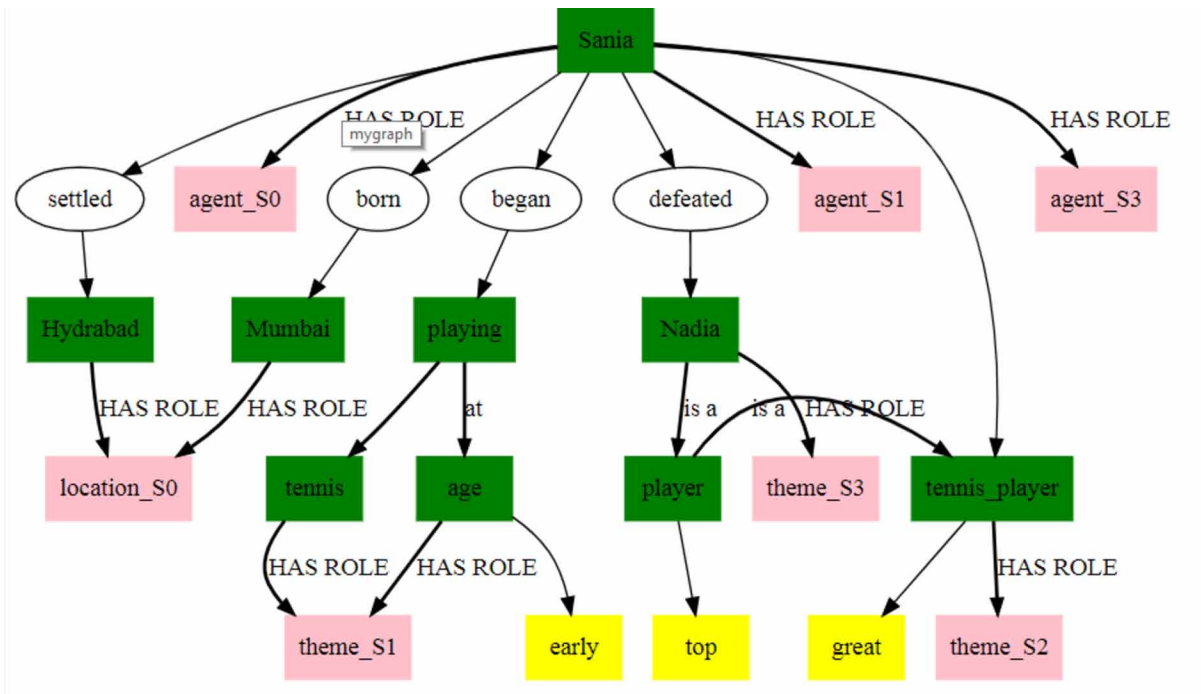 Sania
HAS ROLE
HAS ROLE
HAS ROLE
mygraph
settled
agent_S0
born
began
defeated
agent_S1
agent_S3
Hydrabad
Mumbai
playing
Nadia
HAS ROLE
HAS ROLE
at
is a
is a
HAS ROLE
location_S0
tennis
age
player
theme_S3
tennis_player
HAS ROLE
HAS ROLE
HAS ROLE
theme_S1
early
top
great
theme_S2